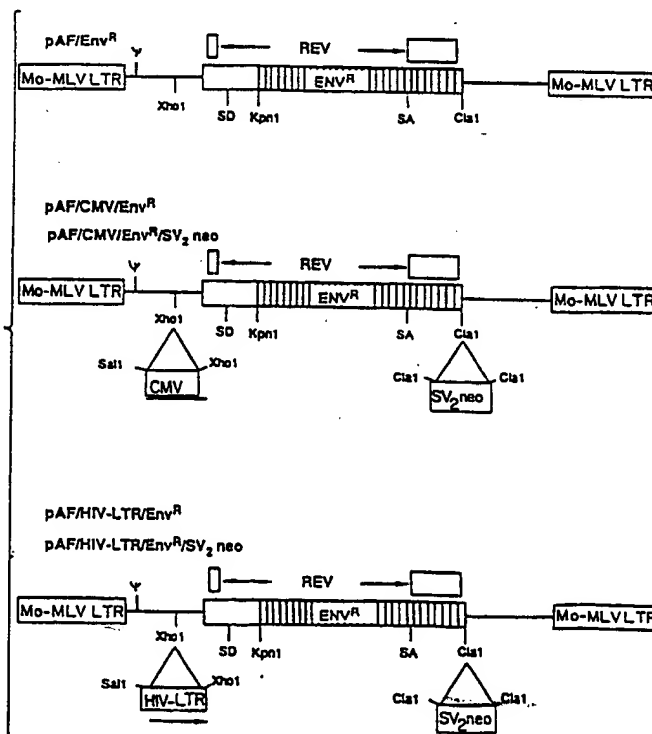 pAF/Envᴿ
ψ
REV
Mo-MLV LTR ENVᴿ Mo-MLV LTR
Xho1 SD Kpn1 SA Cla1
pAF/CMV/Envᴿ
pAF/CMV/Envᴿ/SV₂ neo
ψ
REV
Mo-MLV LTR ENVᴿ Mo-MLV LTR
Xho1 SD Kpn1 SA Cla1
Sal1 Xho1 Cla1 Cla1
CMV SV₂neo
pAF/HIV-LTR/Envᴿ
pAF/HIV-LTR/Envᴿ/SV₂ neo
ψ
REV
Mo-MLV LTR ENVᴿ Mo-MLV LTR
Xho1 SD Kpn1 SA Cla1
Sal1 Xho1 Cla1 Cla1
HIV-LTR SV₂neo